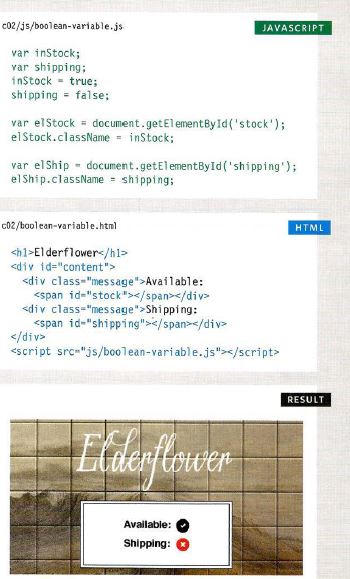 c02/js/boolean-variable.js
JAVASCRIPT
var inStock;
var shipping;
inStock = true;
shipping = false;
var elStock = document.getElementById('stock');
elStock.className = inStock;
var elShip = document.getElementById('shipping');
elShip.className = shipping;
c02/boolean-variable.html
HTML
<h1>Elderflower</h1>
<div id="content">
<div class="message">Available:
<span id="stock"></span></div>
<div class="message">Shipping:
<span id="shipping"></span></div>
</div>
<script src="js/boolean-variable.js"></script>
RESULT
Elderflower
Available:
Shipping: